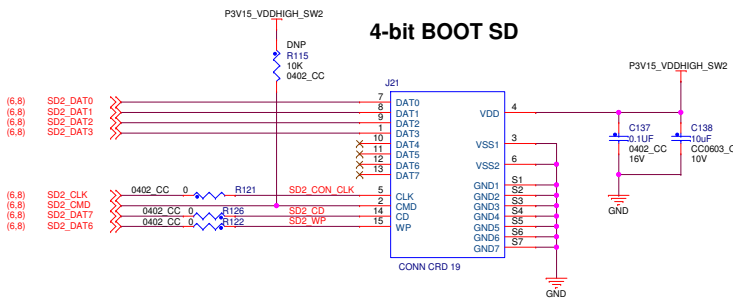 P3V15_VDDHIGH_SW2
4-bit BOOT SD
DNP
R115
10K
0402_CC
P3V15_VDDHIGH_SW2
J21
(6,8) SD2_DAT0 7 DAT0
(6,8) SD2_DAT1 8 DAT1 VDD 4
(6,8) SD2_DAT2 9 DAT2
(6,8) SD2_DAT3 1 DAT3
10 DAT4 VSS1 3
11 DAT5
12 DAT6 VSS2 6
13 DAT7
C137
0.1UF
0402_CC
16V
C138
10uF
CC0603_C
10V
GND1 S1
(6,8) SD2_CLK 0402_CC 0 R121 SD2_CON_CLK 5 CLK GND2 S2
(6,8) SD2_CMD 2 CMD GND3 S3
(6,8) SD2_DAT7 0402_CC 0 R126 SD2_CD 14 CD GND4 S4
(6,8) SD2_DAT6 0402_CC 0 R122 SD2_WP 15 WP GND5 S5
GND6 S6
GND7 S7
GND
CONN CRD 19
GND